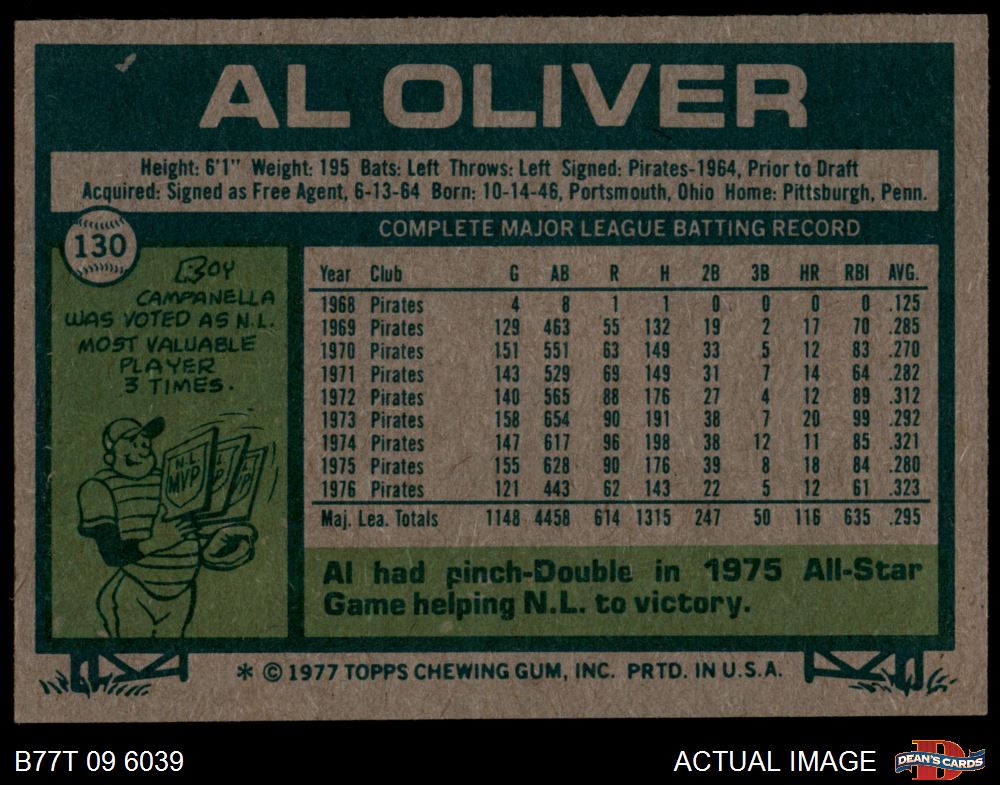 AL OLIVER
Height: 6'1" Weight: 195 Bats: Left Throws: Left Signed: Pirates-1964, Prior to Draft
Acquired: Signed as Free Agent, 6-13-64 Born: 10-14-46, Portsmouth, Ohio Home: Pittsburgh, Penn.
130
ROY
CAMPANELLA
WAS VOTED AS N.L.
MOST VALUABLE
PLAYER
3 TIMES.
N.L.
MVP
COMPLETE MAJOR LEAGUE BATTING RECORD
Year Club G AB R H 2B 3B HR RBI AVG.
1968 Pirates 4 8 1 1 0 0 0 0 .125
1969 Pirates 129 463 55 132 19 2 17 70 .285
1970 Pirates 151 551 63 149 33 5 12 83 .270
1971 Pirates 143 529 69 149 31 7 14 64 .282
1972 Pirates 140 565 88 176 27 4 12 89 .312
1973 Pirates 158 654 90 191 38 7 20 99 .292
1974 Pirates 147 617 96 198 38 12 11 85 .321
1975 Pirates 155 628 90 176 39 8 18 84 .280
1976 Pirates 121 443 62 143 22 5 12 61 .323
Maj. Lea. Totals 1148 4458 614 1315 247 50 116 635 .295
Al had pinch-Double in 1975 All-Star
Game helping N.L. to victory.
* © 1977 TOPPS CHEWING GUM, INC. PRTD. IN U.S.A.
B77T 09 6039
ACTUAL IMAGE
DEAN'S CARDS